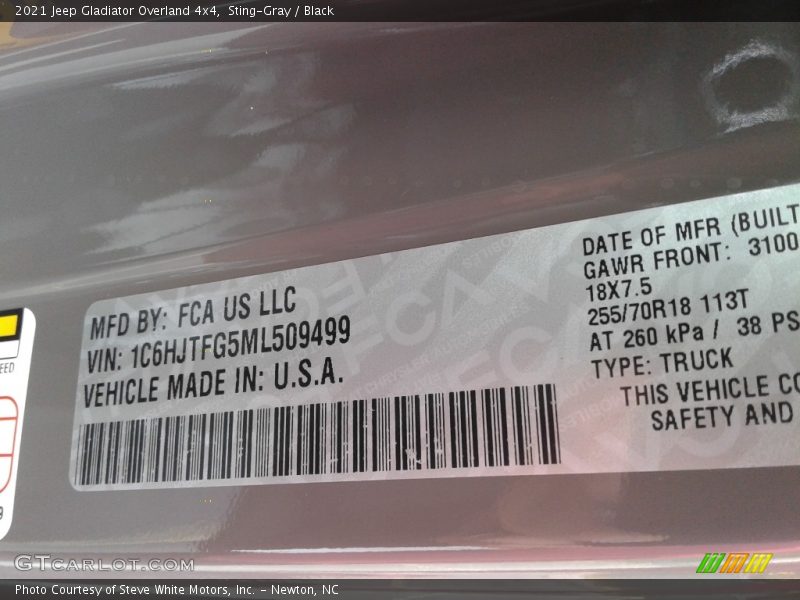 2021 Jeep Gladiator Overland 4x4, Sting-Gray / Black
MFD BY: FCA US LLC
VIN: 1C6HJTFG5ML509499
VEHICLE MADE IN: U.S.A.
DATE OF MFR (BUILT
GAWR FRONT: 3100
18X7.5
255/70R18 113T
AT 260 kPa / 38 PS
TYPE: TRUCK
THIS VEHICLE CO
SAFETY AND
EED
9
GTCARLOT.COM
Photo Courtesy of Steve White Motors, Inc. - Newton, NC